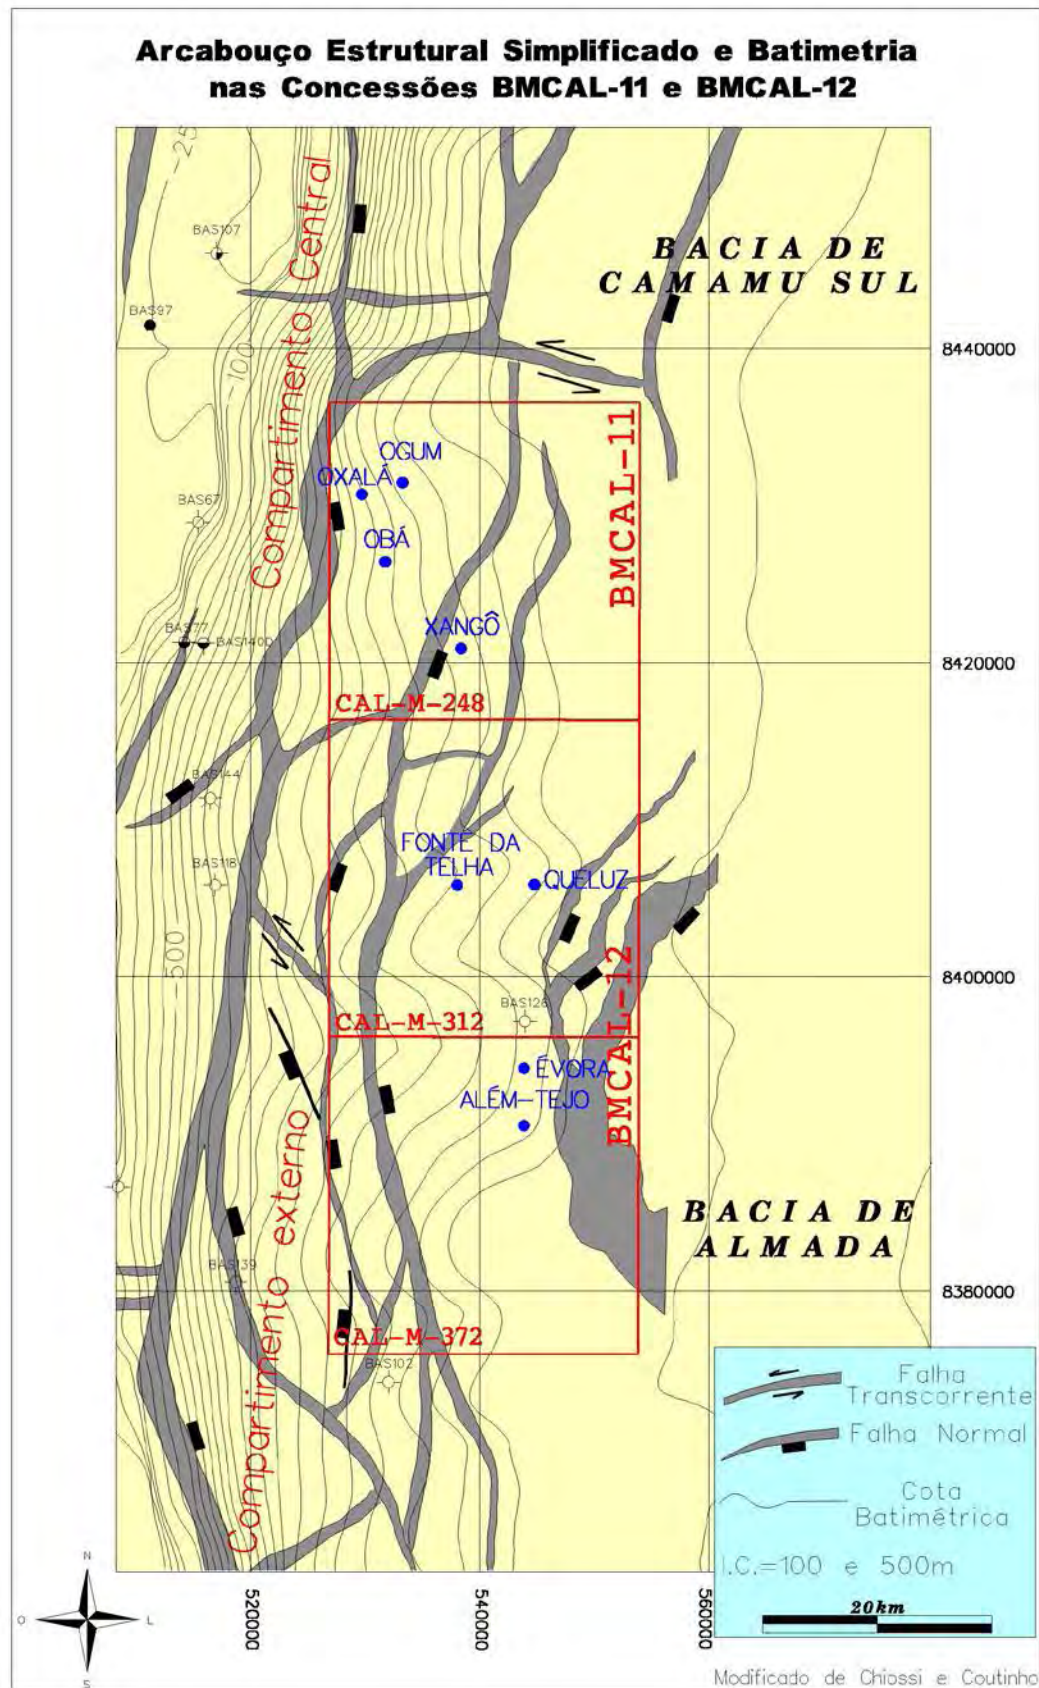 Arcabouço Estrutural Simplificado e Batimetria
nas Concessões BMCAL-11 e BMCAL-12
-25
BAS107
Compartimento Central
BACIA DE
CAMAMU SUL
BAS97
8440000
-100
BMCAL-11
OGUM
OXALÁ
BAS67
OBÁ
XANGÔ
BAS77
BAS140D
8420000
CAL-M-248
BAS144
FONTE DA
TELHA
BAS118
QUELUZ
-500
BMCAL-12
8400000
BAS126
CAL-M-312
ÉVORA
ALÉM-TEJO
Compartimento externo
BACIA DE
ALMADA
BAS139
8380000
CAL-M-372
BAS102
Falha
Transcorrente
Falha Normal
Cota
Batimétrica
I.C.=100 e 500m
20km
N
O
L
S
520000
540000
560000
Modificado de Chiossi e Coutinho